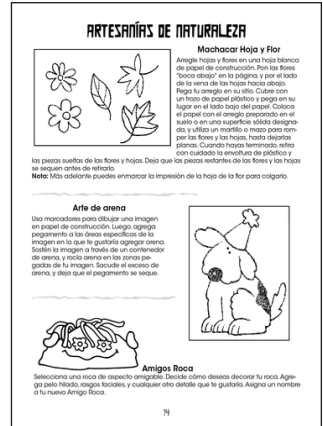 ARTESANÍAS DE NATURALEZA
Machacar Hoja y Flor
Arregle hojas y flores en una hoja blanca
de papel de construcción. Pon las flores
"boca abajo" en la página, y por el lado
de la vena de las hojas hacia abajo.
Pega tu arreglo en su sitio. Cubre con
un trozo de papel plástico y pega en su
lugar en el lado bajo del papel. Coloca
el papel con el arreglo preparado en el
suelo o en una superficie sólida designa-
da, y utiliza un martillo o mazo para rom-
per las flores y las hojas, hasta dejarlas
planas. Cuando hayas terminado, retira
con cuidado la envoltura de plástico y
las piezas sueltas de las flores y hojas. Deja que las piezas restantes de las flores y las hojas
se sequen antes de retirarlo.
Nota: Más adelante puedes enmarcar la impresión de la hoja de la flor para colgarlo.
Arte de arena
Usa marcadores para dibujar una imagen
en papel de construcción. Luego, agrega
pegamento a las áreas específicas de la
imagen en la que te gustaría agregar arena.
Sostén la imagen a través de un contenedor
de arena, y rocía arena en las zonas pe-
gadas de tu imagen. Sacude el exceso de
arena, y deja que el pegamento se seque.
Amigos Roca
Selecciona una roca de aspecto amigable. Decide cómo deseas decorar tu roca. Agre-
ga pelo hilado, rasgos faciales, y cualquier otro detalle que te gustaría. Asigna un nombre
a tu nuevo Amigo Roca.
74